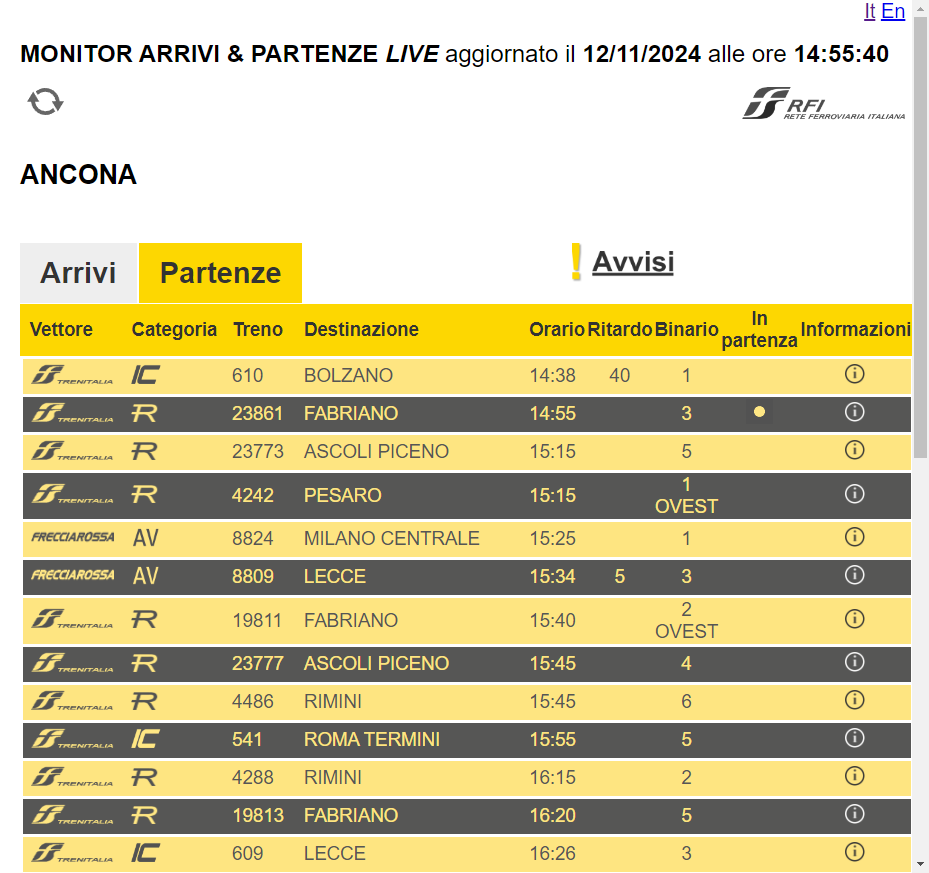 It En
MONITOR ARRIVI & PARTENZE LIVE aggiornato il 12/11/2024 alle ore 14:55:40
RFI
RETE FERROVIARIA ITALIANA
ANCONA
Arrivi Partenze ! Avvisi
Vettore Categoria Treno Destinazione Orario Ritardo Binario In partenza Informazioni
TRENITALIA IC 610 BOLZANO 14:38 40 1
TRENITALIA R 23861 FABRIANO 14:55 3
TRENITALIA R 23773 ASCOLI PICENO 15:15 5
TRENITALIA R 4242 PESARO 15:15 1 OVEST
FRECCIAROSSA AV 8824 MILANO CENTRALE 15:25 1
FRECCIAROSSA AV 8809 LECCE 15:34 5 3
TRENITALIA R 19811 FABRIANO 15:40 2 OVEST
TRENITALIA R 23777 ASCOLI PICENO 15:45 4
TRENITALIA R 4486 RIMINI 15:45 6
TRENITALIA IC 541 ROMA TERMINI 15:55 5
TRENITALIA R 4288 RIMINI 16:15 2
TRENITALIA R 19813 FABRIANO 16:20 5
TRENITALIA IC 609 LECCE 16:26 3